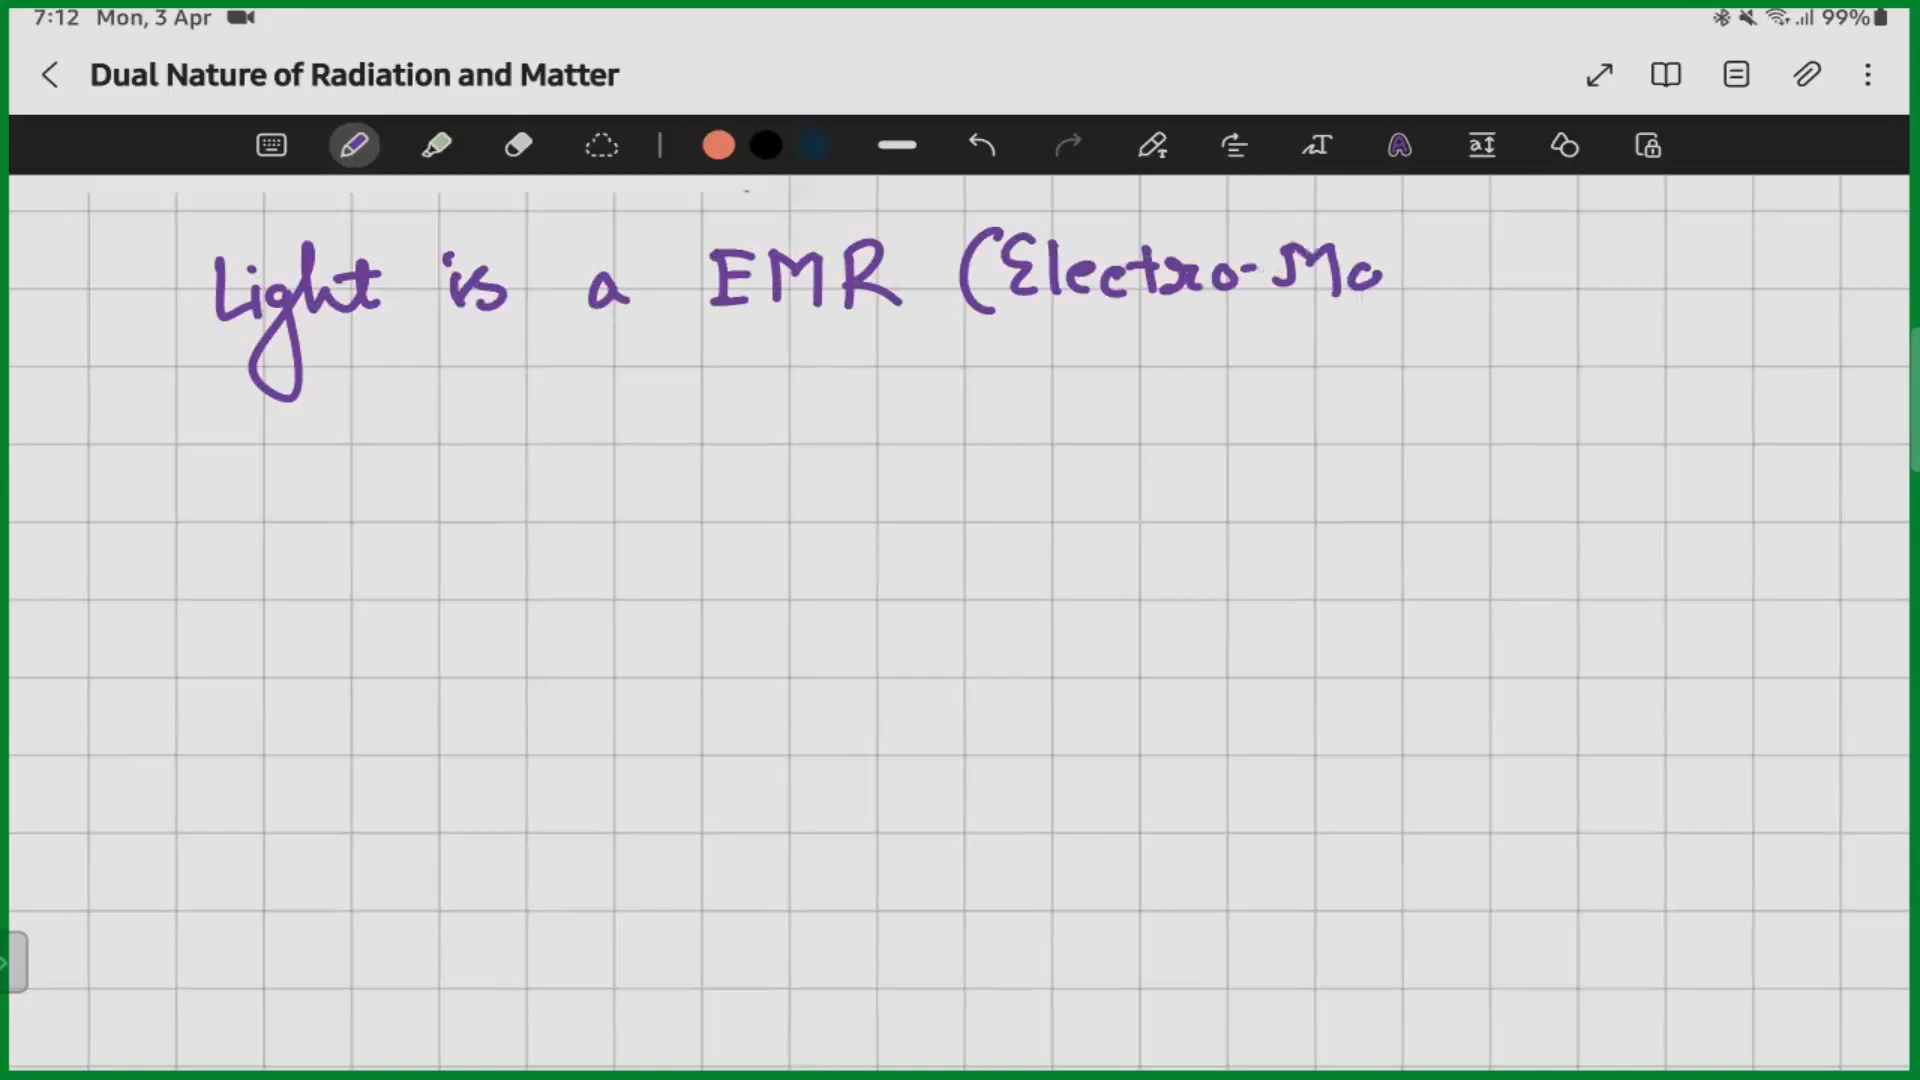 7:12 Mon, 3 Apr 99%
Dual Nature of Radiation and Matter
Light is a EMR (Electro-Ma